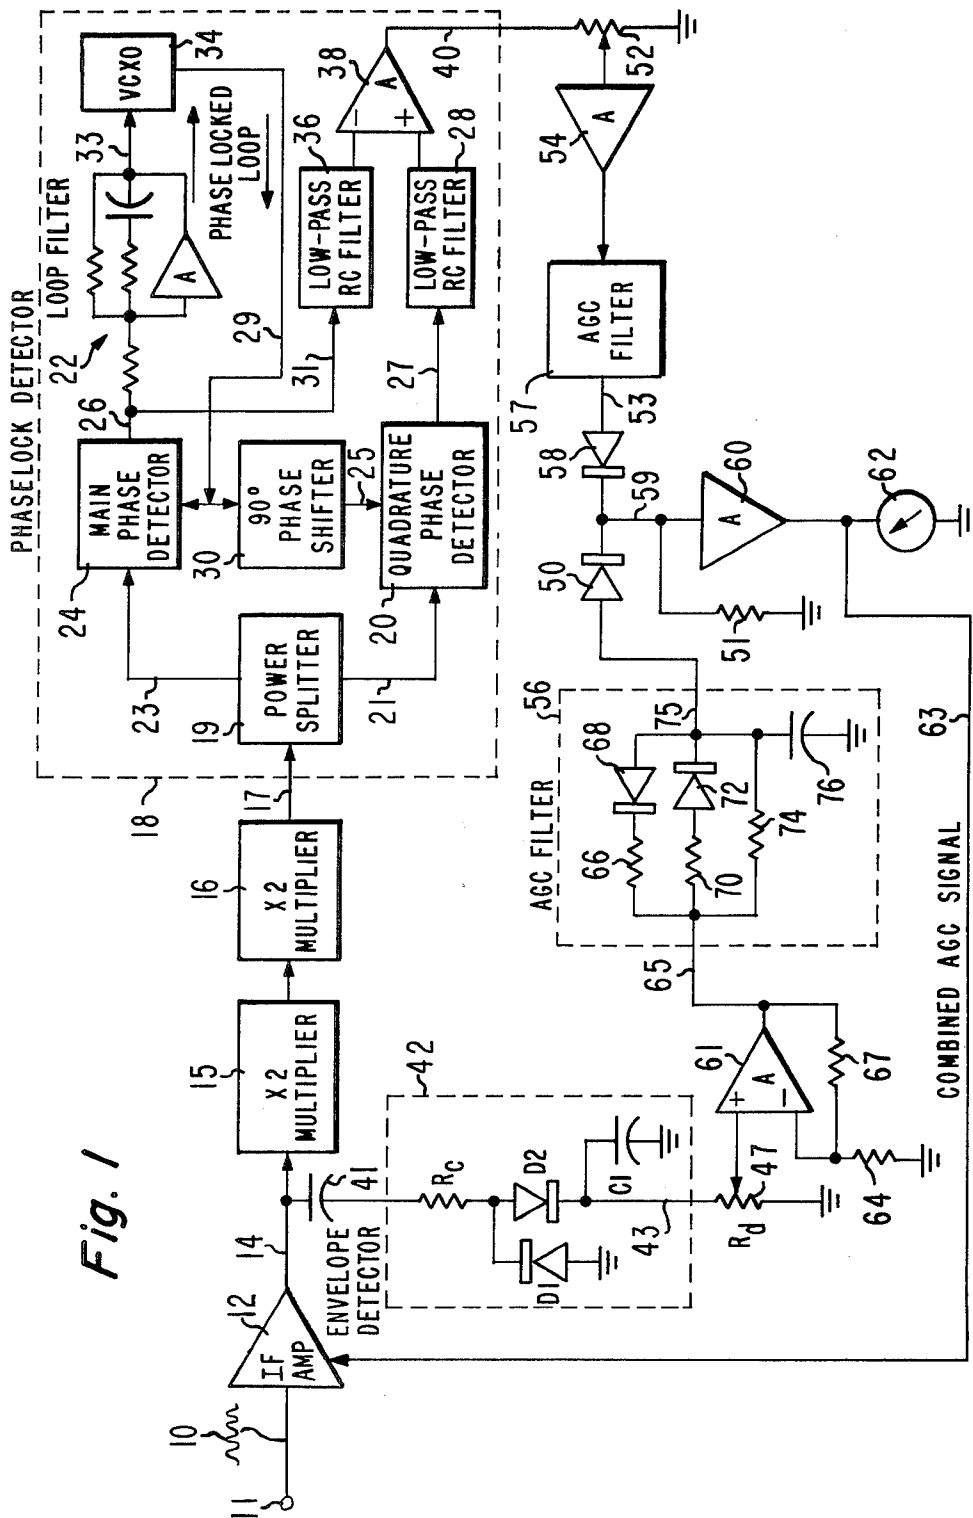 Fig. 1
10
11
IF
AMP
12
14
15
X2
MULTIPLIER
16
X2
MULTIPLIER
17
18
PHASELOCK DETECTOR
19
POWER
SPLITTER
23
21
24
MAIN
PHASE
DETECTOR
26
22
LOOP FILTER
A
33
VCXO
34
PHASE LOCKED
LOOP
29
30
90°
PHASE
SHIFTER
25
20
QUADRATURE
PHASE
DETECTOR
31
27
LOW-PASS
RC FILTER
36
LOW-PASS
RC FILTER
28
-
+
A
38
40
ENVELOPE
DETECTOR
41
42
Rc
D1
D2
C1
43
Rd
47
+
-
A
61
64
67
65
AGC FILTER
56
66
68
70
72
74
75
76
50
51
58
59
53
57
AGC
FILTER
54
A
52
A
60
62
63
COMBINED AGC SIGNAL